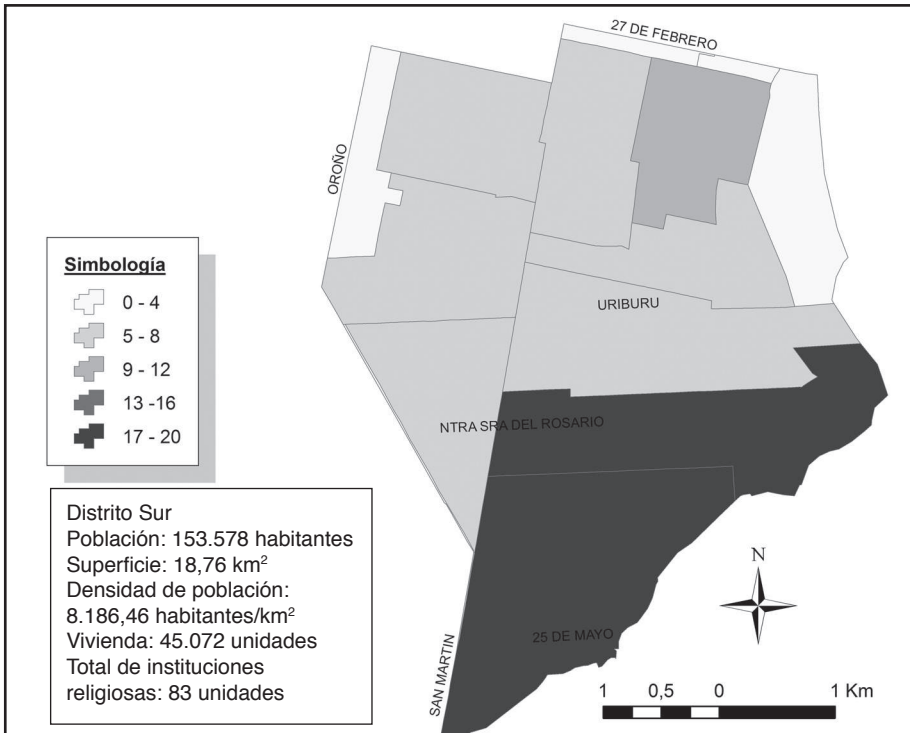 27 DE FEBRERO
OROÑO
Simbología
0 - 4
5 - 8
9 - 12
13 -16
17 - 20
URIBURU
NTRA SRA DEL ROSARIO
Distrito Sur
Población: 153.578 habitantes
Superficie: 18,76 km²
Densidad de población:
8.186,46 habitantes/km²
Vivienda: 45.072 unidades
Total de instituciones
religiosas: 83 unidades
SAN MARTIN
25 DE MAYO
N
1 0,5 0 1 Km